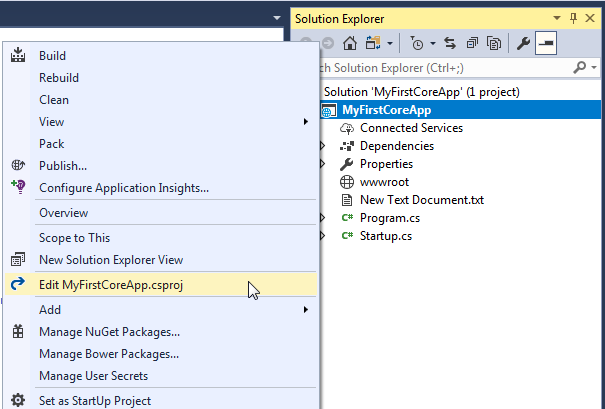 Solution Explorer
ch Solution Explorer (Ctrl+;)
Solution 'MyFirstCoreApp' (1 project)
MyFirstCoreApp
Connected Services
Dependencies
Properties
wwwroot
New Text Document.txt
C# Program.cs
C# Startup.cs
Build
Rebuild
Clean
View
Pack
Publish...
Configure Application Insights...
Overview
Scope to This
New Solution Explorer View
Edit MyFirstCoreApp.csproj
Add
Manage NuGet Packages...
Manage Bower Packages...
Manage User Secrets
Set as StartUp Project